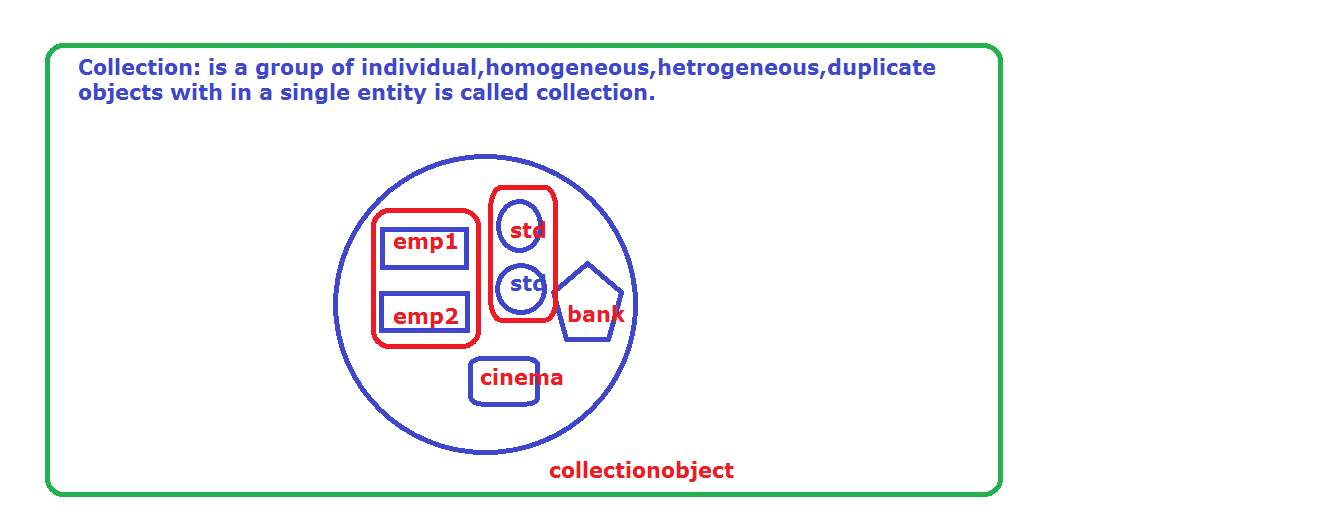 Collection: is a group of individual,homogeneous,hetrogeneous,duplicate
objects with in a single entity is called collection.
std
emp1
std
bank
emp2
cinema
collectionobject